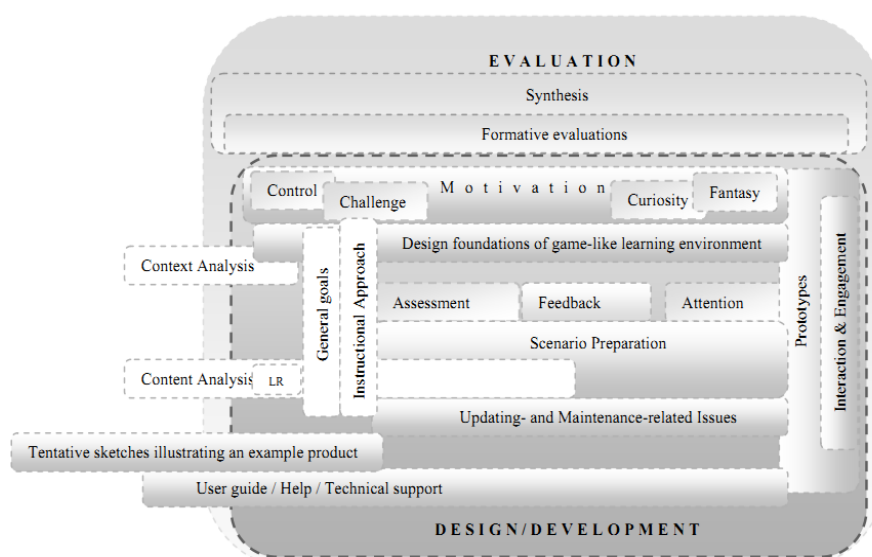 EVALUATION
Synthesis
Formative evaluations
Motivation
Control
Challenge
Curiosity
Fantasy
Design foundations of game-like learning environment
Context Analysis
General goals
Instructional Approach
Assessment
Feedback
Attention
Prototypes
Interaction & Engagement
Scenario Preparation
Content Analysis
LR
Updating- and Maintenance-related Issues
Tentative sketches illustrating an example product
User guide / Help / Technical support
DESIGN/DEVELOPMENT